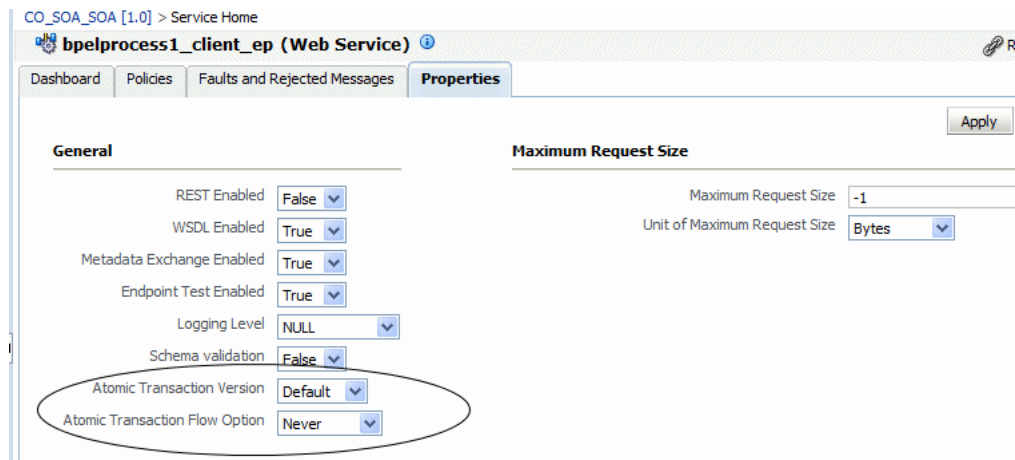 CO_SOA_SOA [1.0] > Service Home
bpelprocess1_client_ep (Web Service)
R
Dashboard Policies Faults and Rejected Messages Properties
Apply
General
REST Enabled False
WSDL Enabled True
Metadata Exchange Enabled True
Endpoint Test Enabled True
Logging Level NULL
Schema validation False
Atomic Transaction Version Default
Atomic Transaction Flow Option Never
Maximum Request Size
Maximum Request Size -1
Unit of Maximum Request Size Bytes